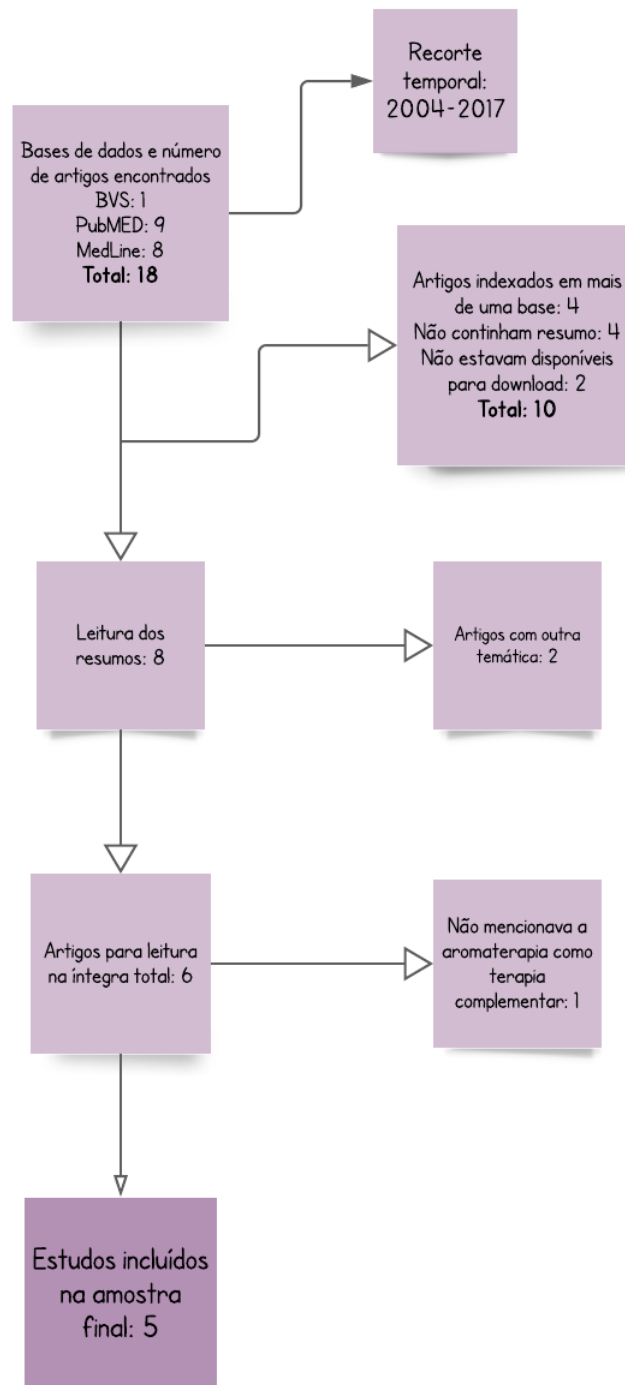 Recorte
temporal:
2004-2017
Bases de dados e número
de artigos encontrados
BVS: 1
PubMED: 9
MedLine: 8
Total: 18
Artigos indexados em mais
de uma base: 4
Não continham resumo: 4
Não estavam disponíveis
para download: 2
Total: 10
Leitura dos
resumos: 8
Artigos com outra
temática: 2
Artigos para leitura
na íntegra total: 6
Não mencionava a
aromaterapia como
terapia
complementar: 1
Estudos incluídos
na amostra
final: 5